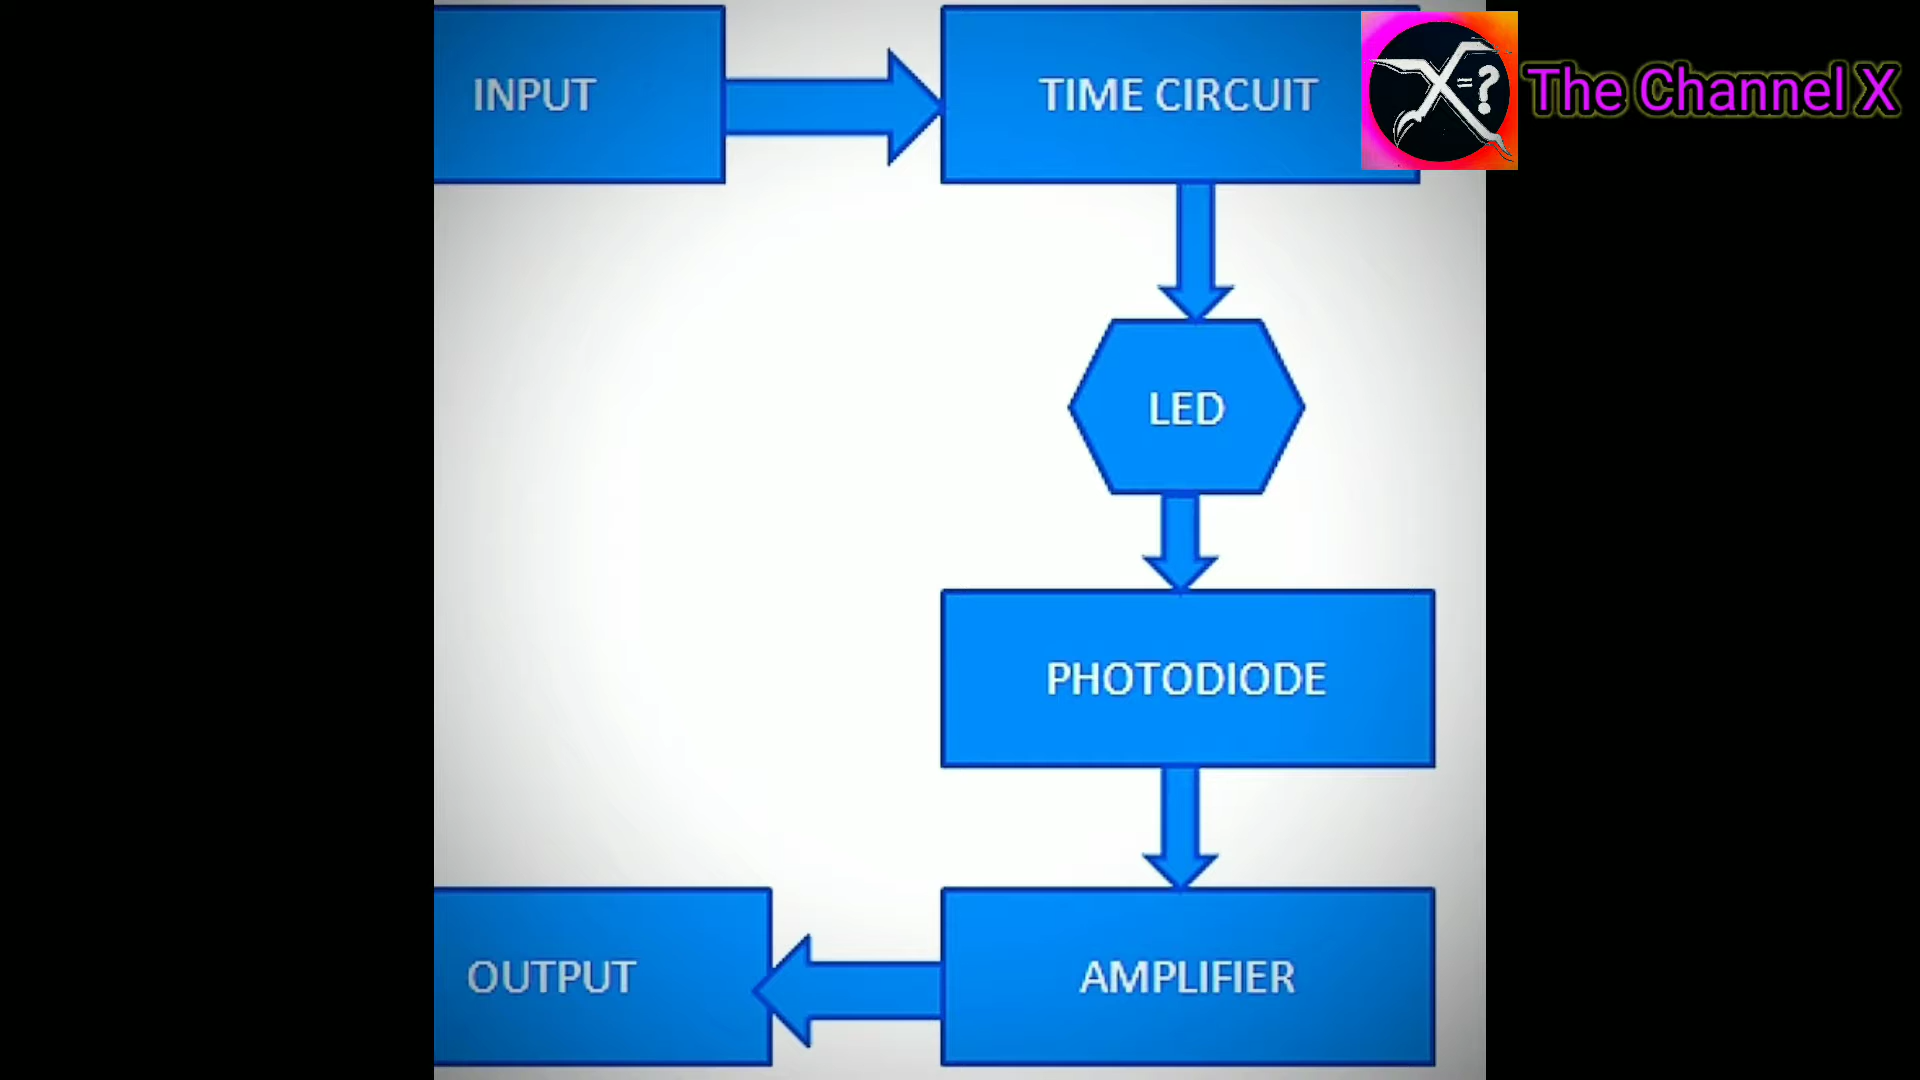 INPUT
TIME CIRCUIT
X=?
The Channel X
LED
PHOTODIODE
OUTPUT
AMPLIFIER